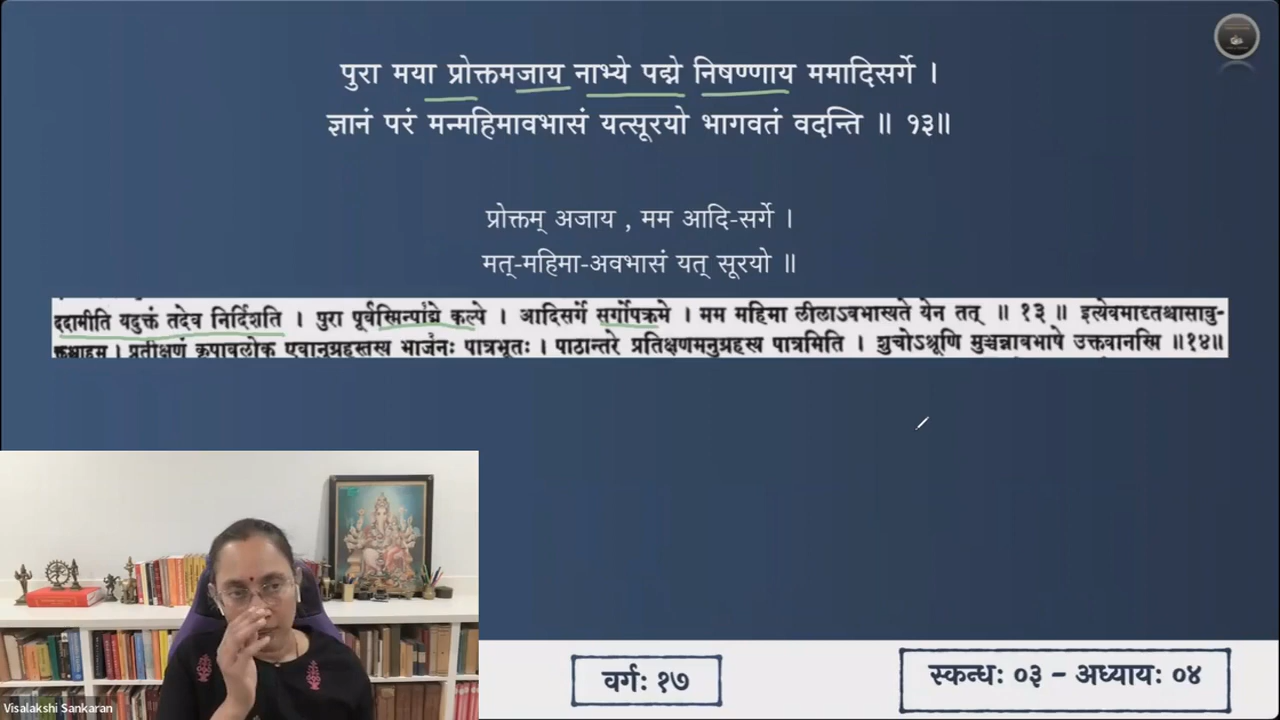 पुरा मया प्रोक्तमजाय नाभ्ये पद्मे निषण्णाय ममादिसर्गे ।
ज्ञानं परं मन्महिमावभासं यत्सूरयो भागवतं वदन्ति ॥ १३॥
प्रोक्तम् अजाय , मम आदि-सर्गे ।
मत्-महिमा-अवभासं यत् सूरयो ॥
ददामीति यदुक्तं तदेव निर्दिशति । पुरा पूर्वस्मिन्पाद्मे कल्पे । आदिसर्गे सर्गोपक्रमे । मम महिमा लीलाऽवभास्यते येन तत् ॥ १३ ॥ इत्येवमादृतश्चासावु-
क्तश्चाहम् । प्रतीक्षणं कृपावलोक एवानुग्रहस्तस्य भाजनः पात्रभूतः । पाठान्तरे प्रतिक्षणमनुग्रहस्य पात्रमिति । शुचोऽश्रूणि मुञ्चन्नाबभाषे उक्तवानस्मि ॥१४॥
वर्गः १७
स्कन्धः ०३ – अध्यायः ०४
Visalakshi Sankaran